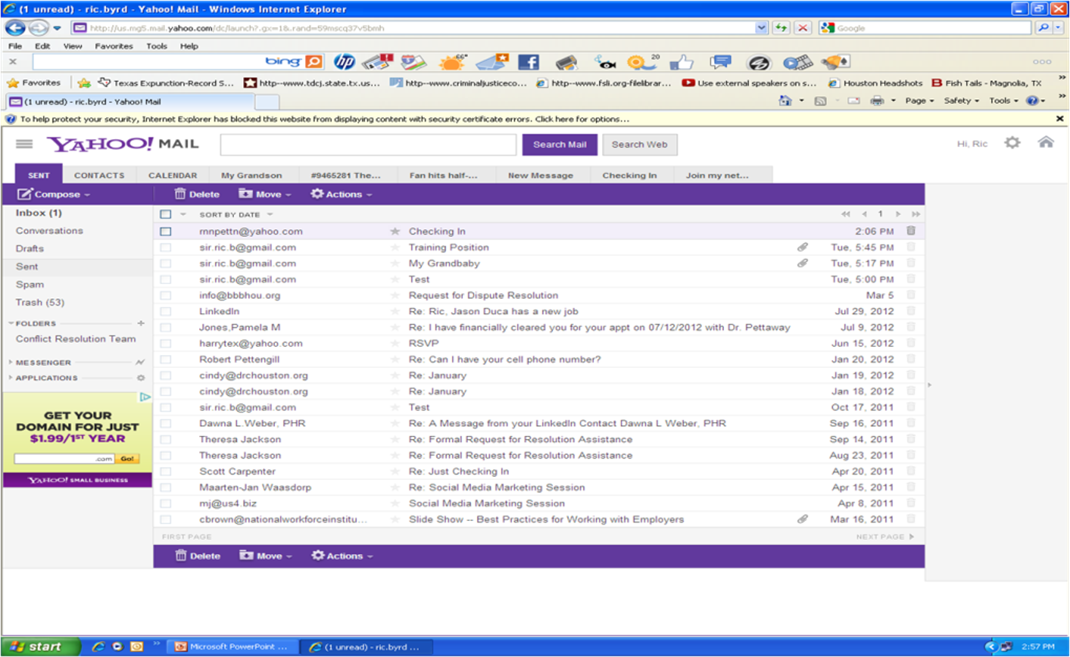 (1 unread) - ric.byrd - Yahoo! Mail - Windows Internet Explorer
http://us.mg5.mail.yahoo.com/dc/launch?.gx=1&.rand=59mscq37v5bmh
Google
File Edit View Favorites Tools Help
bing hp 66° 20
Favorites Texas Expunction-Record S... http--www.tdcj.state.tx.us... http--www.criminaljusticeco... http--www.fsli.org-filelibrar... Use external speakers on s... Houston Headshots Fish Tails - Magnolia, TX
(1 unread) - ric.byrd - Yahoo! Mail
Page Safety Tools
To help protect your security, Internet Explorer has blocked this website from displaying content with security certificate errors. Click here for options...
YAHOO! MAIL Search Mail Search Web Hi, Ric
SENT CONTACTS CALENDAR My Grandson #9465281 The... Fan hits half-... New Message Checking In Join my net...
Compose Delete Move Actions
Inbox (1)
Conversations
Drafts
Sent
Spam
Trash (53)
FOLDERS
Conflict Resolution Team
MESSENGER
APPLICATIONS
GET YOUR
DOMAIN FOR JUST
$1.99/1ST YEAR
.com Go!
YAHOO! SMALL BUSINESS
SORT BY DATE 1
mnpettn@yahoo.com Checking In 2:06 PM
sir.ric.b@gmail.com Training Position Tue, 5:45 PM
sir.ric.b@gmail.com My Grandbaby Tue, 5:17 PM
sir.ric.b@gmail.com Test Tue, 5:00 PM
info@bbbhou.org Request for Dispute Resolution Mar 5
LinkedIn Re: Ric, Jason Duca has a new job Jul 29, 2012
Jones,Pamela M Re: I have financially cleared you for your appt on 07/12/2012 with Dr. Pettaway Jul 9, 2012
harrytex@yahoo.com RSVP Jun 15, 2012
Robert Pettengill Re: Can I have your cell phone number? Jan 20, 2012
cindy@drchouston.org Re: January Jan 19, 2012
cindy@drchouston.org Re: January Jan 18, 2012
sir.ric.b@gmail.com Test Oct 17, 2011
Dawna L.Weber, PHR Re: A Message from your LinkedIn Contact Dawna L Weber, PHR Sep 16, 2011
Theresa Jackson Re: Formal Request for Resolution Assistance Sep 14, 2011
Theresa Jackson Re: Formal Request for Resolution Assistance Aug 23, 2011
Scott Carpenter Re: Just Checking In Apr 20, 2011
Maarten-Jan Waasdorp Re: Social Media Marketing Session Apr 15, 2011
mj@us4.biz Social Media Marketing Session Apr 8, 2011
cbrown@nationalworkforceinstitu... Slide Show -- Best Practices for Working with Employers Mar 16, 2011
FIRST PAGE NEXT PAGE
Delete Move Actions
start Microsoft PowerPoint ... (1 unread) - ric.byrd ... 2:57 PM